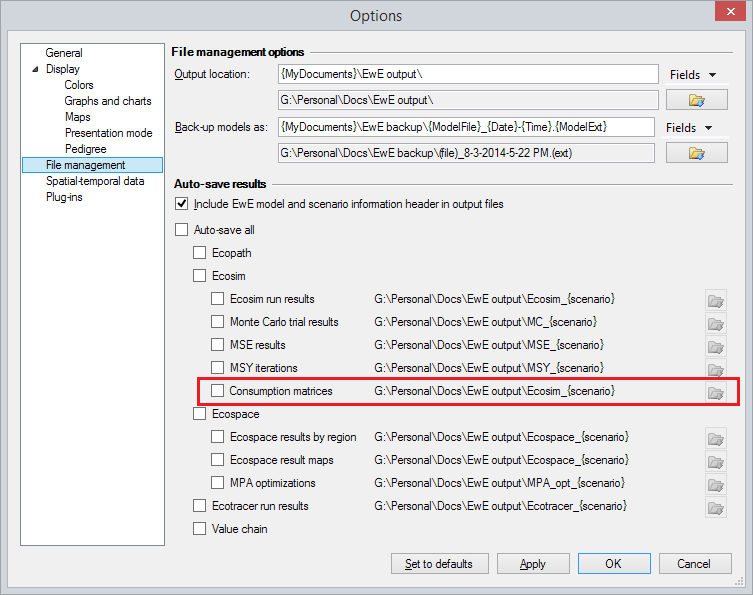 Options
General
Display
Colors
Graphs and charts
Maps
Presentation mode
Pedigree
File management
Spatial-temporal data
Plug-ins
File management options
Output location: {MyDocuments}\EwE output\ Fields
G:\Personal\Docs\EwE output\
Back-up models as: {MyDocuments}\EwE backup\{ModelFile}_{Date}-{Time}.{ModelExt} Fields
G:\Personal\Docs\EwE backup\(file)_8-3-2014-5-22 PM.(ext)
Auto-save results
Include EwE model and scenario information header in output files
Auto-save all
Ecopath
Ecosim
Ecosim run results G:\Personal\Docs\EwE output\Ecosim_{scenario}
Monte Carlo trial results G:\Personal\Docs\EwE output\MC_{scenario}
MSE results G:\Personal\Docs\EwE output\MSE_{scenario}
MSY iterations G:\Personal\Docs\EwE output\MSY_{scenario}
Consumption matrices G:\Personal\Docs\EwE output\Ecosim_{scenario}
Ecospace
Ecospace results by region G:\Personal\Docs\EwE output\Ecospace_{scenario}
Ecospace result maps G:\Personal\Docs\EwE output\Ecospace_{scenario}
MPA optimizations G:\Personal\Docs\EwE output\MPA_opt_{scenario}
Ecotracer run results G:\Personal\Docs\EwE output\Ecotracer_{scenario}
Value chain
Set to defaults Apply OK Cancel